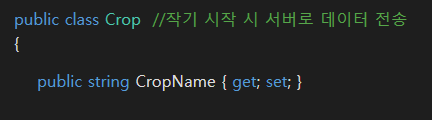 public class Crop  //작기 시작 시 서버로 데이터 전송
{
public string CropName { get; set; }